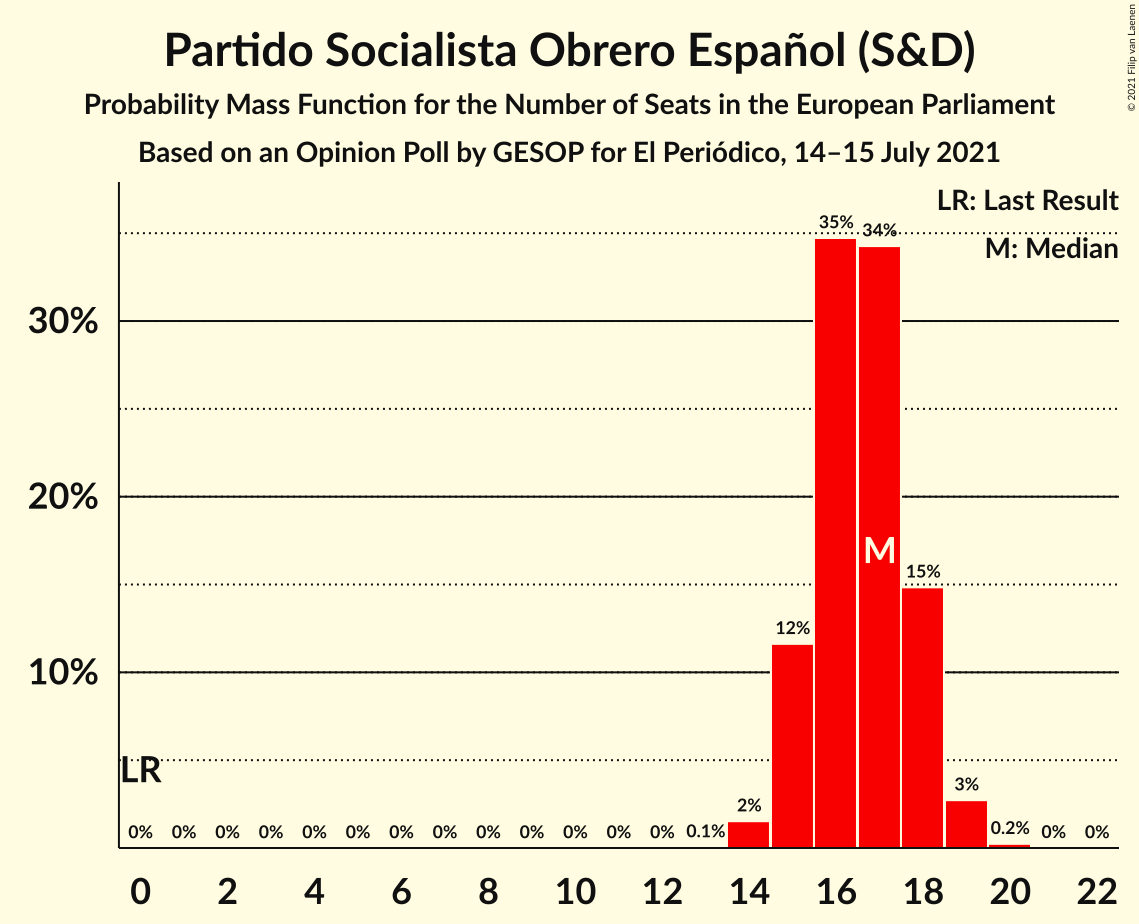 Partido Socialista Obrero Español (S&D)
Probability Mass Function for the Number of Seats in the European Parliament
Based on an Opinion Poll by GESOP for El Periódico, 14–15 July 2021
© 2021 Filip van Laenen
LR: Last Result
M: Median
35%
34%
30%
20%
M
15%
12%
10%
LR
3%
2%
0% 0% 0% 0% 0% 0% 0% 0% 0% 0% 0% 0% 0% 0.1% 0.2% 0% 0%
0 2 4 6 8 10 12 14 16 18 20 22